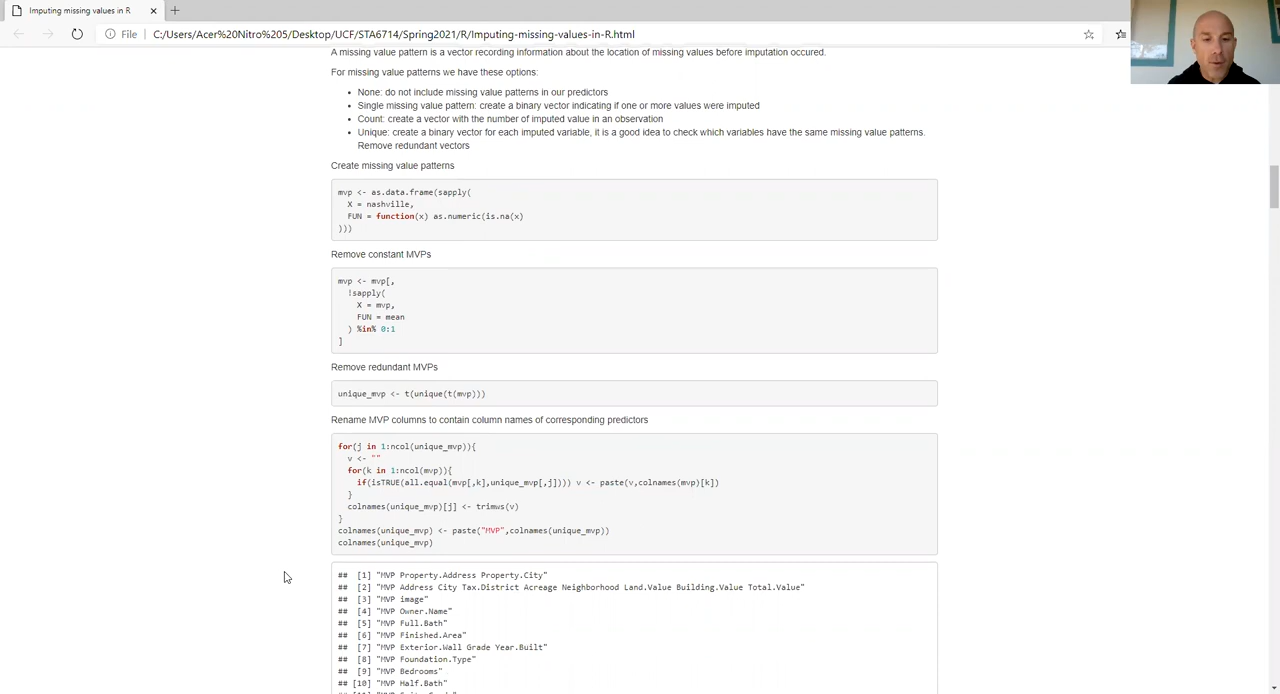 Imputing missing values in R
File
C:/Users/Acer%20Nitro%205/Desktop/UCF/STA6714/Spring2021/R/Imputing-missing-values-in-R.html
A missing value pattern is a vector recording information about the location of missing values before imputation occured.
For missing value patterns we have these options:
• None: do not include missing value patterns in our predictors
• Single missing value pattern: create a binary vector indicating if one or more values were imputed
• Count: create a vector with the number of imputed value in an observation
• Unique: create a binary vector for each imputed variable, it is a good idea to check which variables have the same missing value patterns.
Remove redundant vectors
Create missing value patterns
mvp <- as.data.frame(sapply(
X = nashville,
FUN = function(x) as.numeric(is.na(x)
)))
Remove constant MVPs
mvp <- mvp[,
!sapply(
X = mvp,
FUN = mean
) %in% 0:1
]
Remove redundant MVPs
unique_mvp <- t(unique(t(mvp)))
Rename MVP columns to contain column names of corresponding predictors
for(j in 1:ncol(unique_mvp)){
v <- ""
for(k in 1:ncol(mvp)){
if(isTRUE(all.equal(mvp[,k],unique_mvp[,j]))) v <- paste(v,colnames(mvp)[k])
}
colnames(unique_mvp)[j] <- trimws(v)
}
colnames(unique_mvp) <- paste("MVP",colnames(unique_mvp))
colnames(unique_mvp)
## [1] "MVP Property.Address Property.City"
## [2] "MVP Address City Tax.District Acreage Neighborhood Land.Value Building.Value Total.Value"
## [3] "MVP image"
## [4] "MVP Owner.Name"
## [5] "MVP Full.Bath"
## [6] "MVP Finished.Area"
## [7] "MVP Exterior.Wall Grade Year.Built"
## [8] "MVP Foundation.Type"
## [9] "MVP Bedrooms"
## [10] "MVP Half.Bath"